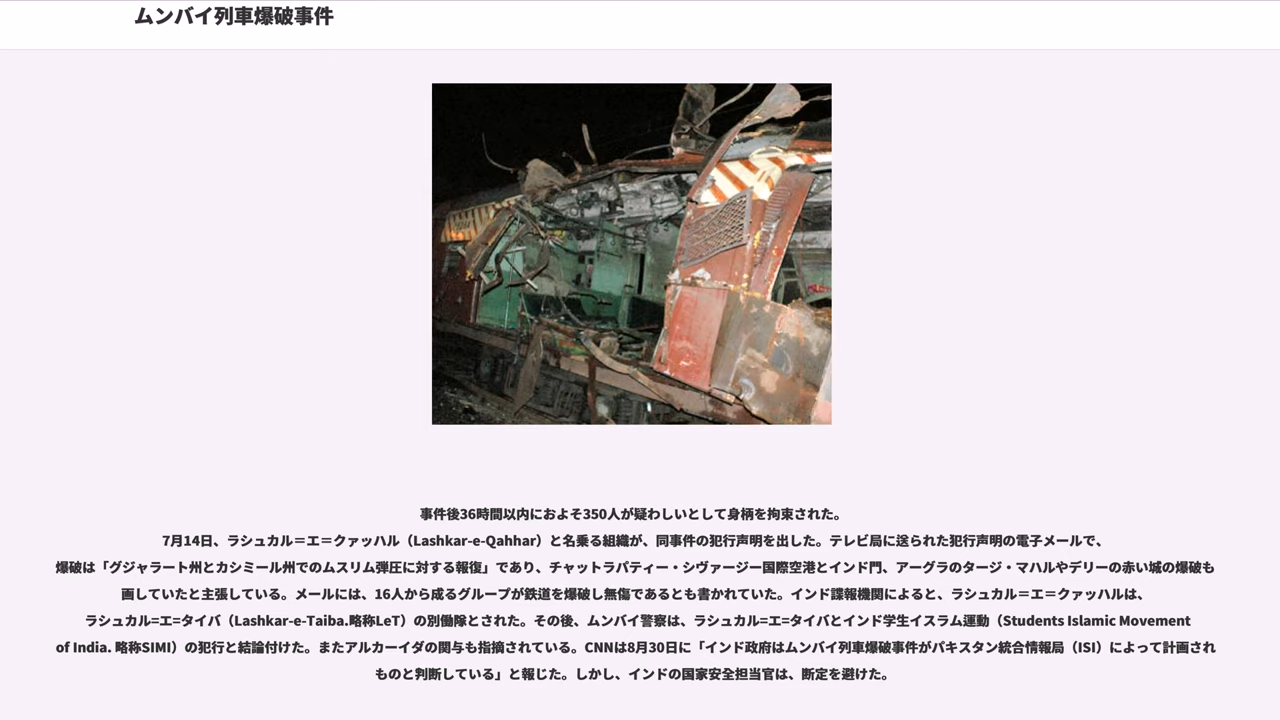 ムンバイ列車爆破事件
事件後36時間以内におよそ350人が疑わしいとして身柄を拘束された。
7月14日、ラシュカル＝エ＝クァッハル（Lashkar-e-Qahhar）と名乗る組織が、同事件の犯行声明を出した。テレビ局に送られた犯行声明の電子メールで、
爆破は「グジャラート州とカシミール州でのムスリム弾圧に対する報復」であり、チャットラパティー・シヴァージー国際空港とインド門、アーグラのタージ・マハルやデリーの赤い城の爆破も
画していたと主張している。メールには、16人から成るグループが鉄道を爆破し無傷であるとも書かれていた。インド諜報機関によると、ラシュカル＝エ＝クァッハルは、
ラシュカル=エ=タイバ（Lashkar-e-Taiba.略称LeT）の別働隊とされた。その後、ムンバイ警察は、ラシュカル=エ=タイバとインド学生イスラム運動（Students Islamic Movement
of India. 略称SIMI）の犯行と結論付けた。またアルカーイダの関与も指摘されている。CNNは8月30日に「インド政府はムンバイ列車爆破事件がパキスタン統合情報局（ISI）によって計画され
ものと判断している」と報じた。しかし、インドの国家安全担当官は、断定を避けた。